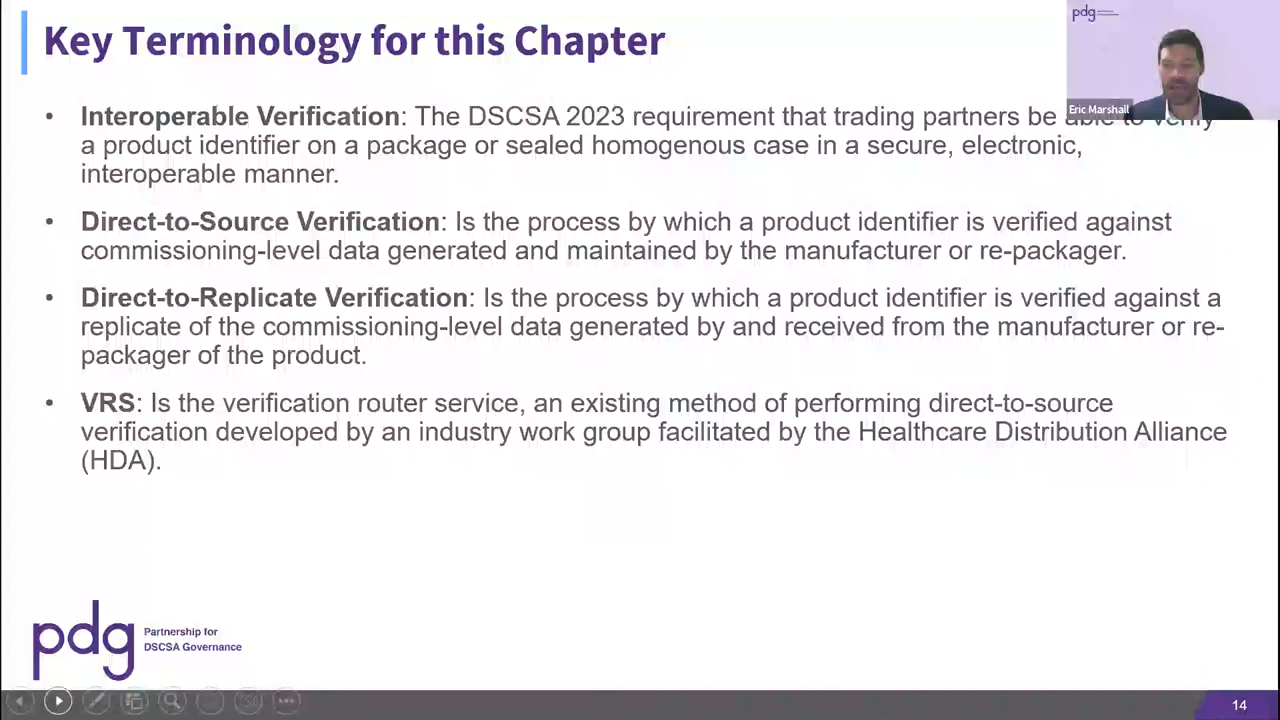 Key Terminology for this Chapter
pdg
Eric Marshall
• Interoperable Verification: The DSCSA 2023 requirement that trading partners be able to verify
a product identifier on a package or sealed homogenous case in a secure, electronic,
interoperable manner.
• Direct-to-Source Verification: Is the process by which a product identifier is verified against
commissioning-level data generated and maintained by the manufacturer or re-packager.
• Direct-to-Replicate Verification: Is the process by which a product identifier is verified against a
replicate of the commissioning-level data generated by and received from the manufacturer or re-
packager of the product.
• VRS: Is the verification router service, an existing method of performing direct-to-source
verification developed by an industry work group facilitated by the Healthcare Distribution Alliance
(HDA).
pdg
Partnership for
DSCSA Governance
14